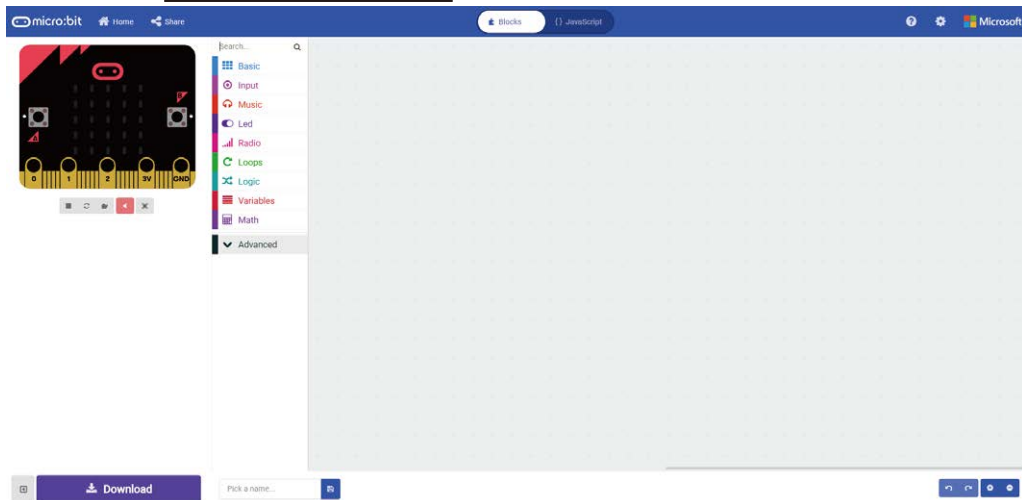 micro:bit Home Share Blocks {} JavaScript Microsoft
Search...
Basic
Input
B
Music
Led
A
Radio
Loops
0 1 2 3V GND
Logic
Variables
Math
Advanced
Download Pick a name...